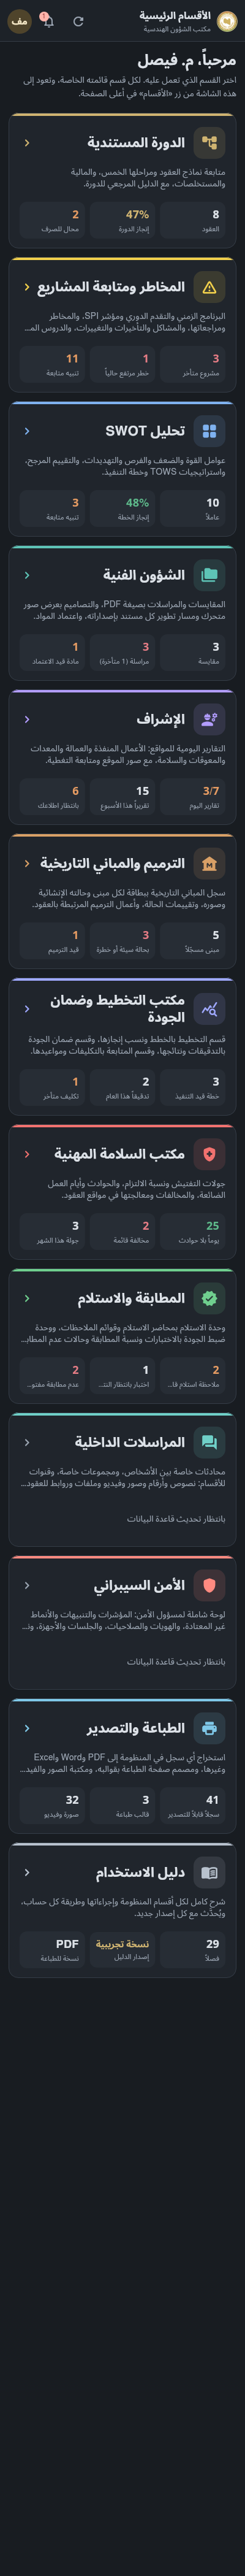 الأقسام الرئيسية
مكتب الشؤون الهندسية
1
مف
مرحباً، م. فيصل
اختر القسم الذي تعمل عليه. لكل قسم قائمته الخاصة، وتعود إلى
هذه الشاشة من زر «الأقسام» في أعلى الصفحة.
الدورة المستندية
متابعة نماذج العقود ومراحلها الخمس، والمالية
والمستخلصات، مع الدليل المرجعي للدورة.
8
العقود
47%
إنجاز الدورة
2
محال للصرف
المخاطر ومتابعة المشاريع
البرنامج الزمني والتقدم الدوري ومؤشر SPI، والمخاطر
ومراجعاتها، والمشاكل والتأخيرات والتغييرات، والدروس الم...
3
مشروع متأخر
1
خطر مرتفع حالياً
11
تنبيه متابعة
تحليل SWOT
عوامل القوة والضعف والفرص والتهديدات، والتقييم المرجح،
واستراتيجيات TOWS وخطة التنفيذ.
10
عاملاً
48%
إنجاز الخطة
3
تنبيه متابعة
الشؤون الفنية
المقايسات والمراسلات بصيغة PDF، والتصاميم بعرض صور
متحرك ومسار تطوير كل مستند بإصداراته، واعتماد المواد.
3
مقايسة
3
مراسلة (1 متأخرة)
1
مادة قيد الاعتماد
الإشراف
التقارير اليومية للمواقع: الأعمال المنفذة والعمالة والمعدات
والمعوقات والسلامة، مع صور الموقع ومتابعة التغطية.
3/7
تقارير اليوم
15
تقريراً هذا الأسبوع
6
بانتظار اطلاعك
الترميم والمباني التاريخية
سجل المباني التاريخية ببطاقة لكل مبنى وحالته الإنشائية
وصوره، وتقييمات الحالة، وأعمال الترميم المرتبطة بالعقود.
5
مبنى مسجّلاً
3
بحالة سيئة أو خطرة
1
قيد الترميم
مكتب التخطيط وضمان
الجودة
قسم التخطيط بالخطط ونسب إنجازها، وقسم ضمان الجودة
بالتدقيقات ونتائجها، وقسم المتابعة بالتكليفات ومواعيدها.
3
خطة قيد التنفيذ
2
تدقيقاً هذا العام
1
تكليف متأخر
مكتب السلامة المهنية
جولات التفتيش ونسبة الالتزام، والحوادث وأيام العمل
الضائعة، والمخالفات ومعالجتها في مواقع العقود.
25
يوماً بلا حوادث
2
مخالفة قائمة
3
جولة هذا الشهر
المطابقة والاستلام
وحدة الاستلام بمحاضر الاستلام وقوائم الملاحظات، ووحدة
ضبط الجودة بالاختبارات ونسبة المطابقة وحالات عدم المطابـ...
2
ملاحظة استلام قا...
1
اختبار بانتظار النتـ...
2
عدم مطابقة مفتو...
المراسلات الداخلية
محادثات خاصة بين الأشخاص، ومجموعات خاصة، وقنوات
للأقسام: نصوص وأرقام وصور وفيديو وملفات وروابط للعقود...
بانتظار تحديث قاعدة البيانات
الأمن السيبراني
لوحة شاملة لمسؤول الأمن: المؤشرات والتنبيهات والأنماط
غير المعتادة، والهويات والصلاحيات، والجلسات والأجهزة، ونـ...
بانتظار تحديث قاعدة البيانات
الطباعة والتصدير
استخراج أي سجل في المنظومة إلى PDF وWord وExcel
وغيرها، ومصمم صفحة الطباعة بقوالبه، ومكتبة الصور والفيد...
41
سجلاً قابلاً للتصدير
3
قالب طباعة
32
صورة وفيديو
دليل الاستخدام
شرح كامل لكل أقسام المنظومة وإجراءاتها وطريقة كل حساب،
ويُحدَّث مع كل إصدار جديد.
29
فصلاً
نسخة تجريبية
إصدار الدليل
PDF
نسخة للطباعة